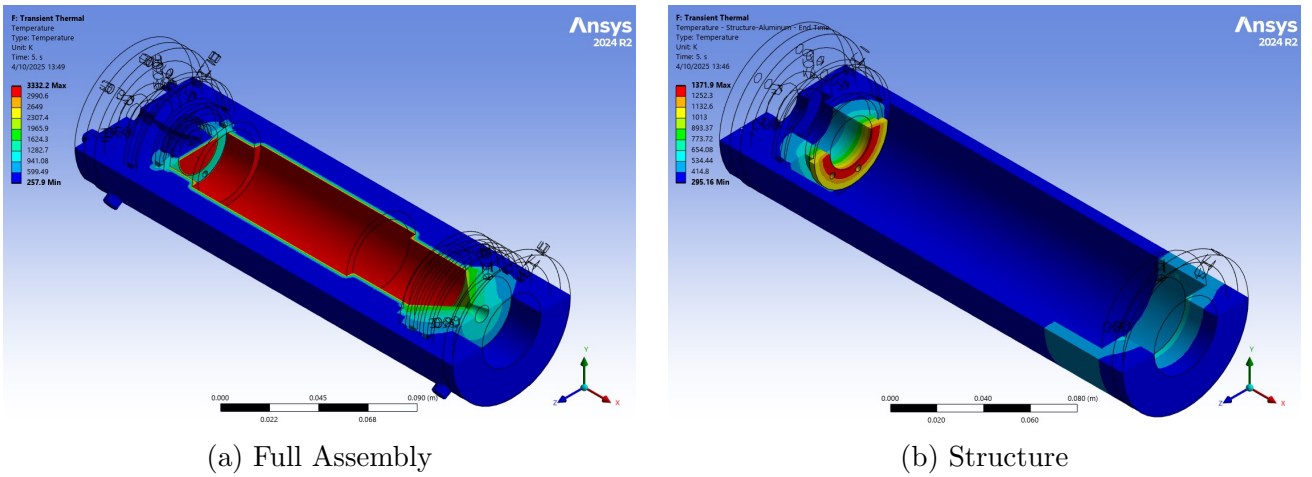 F: Transient Thermal
Temperature
Type: Temperature
Unit: K
Time: 5. s
4/10/2025 13:49
3332.2 Max
2990.6
2649
2307.4
1965.9
1624.3
1282.7
941.08
599.49
257.9 Min
Ansys
2024 R2
Y
Z
X
0.000
0.045
0.090 (m)
0.022
0.068
(a) Full Assembly
F: Transient Thermal
Temperature - Structure-Aluminum - End Time
Type: Temperature
Unit: K
Time: 5. s
4/10/2025 13:46
1371.9 Max
1252.3
1132.6
1013
893.37
773.72
654.08
534.44
414.8
295.16 Min
Ansys
2024 R2
Y
Z
X
0.000
0.040
0.080 (m)
0.020
0.060
(b) Structure